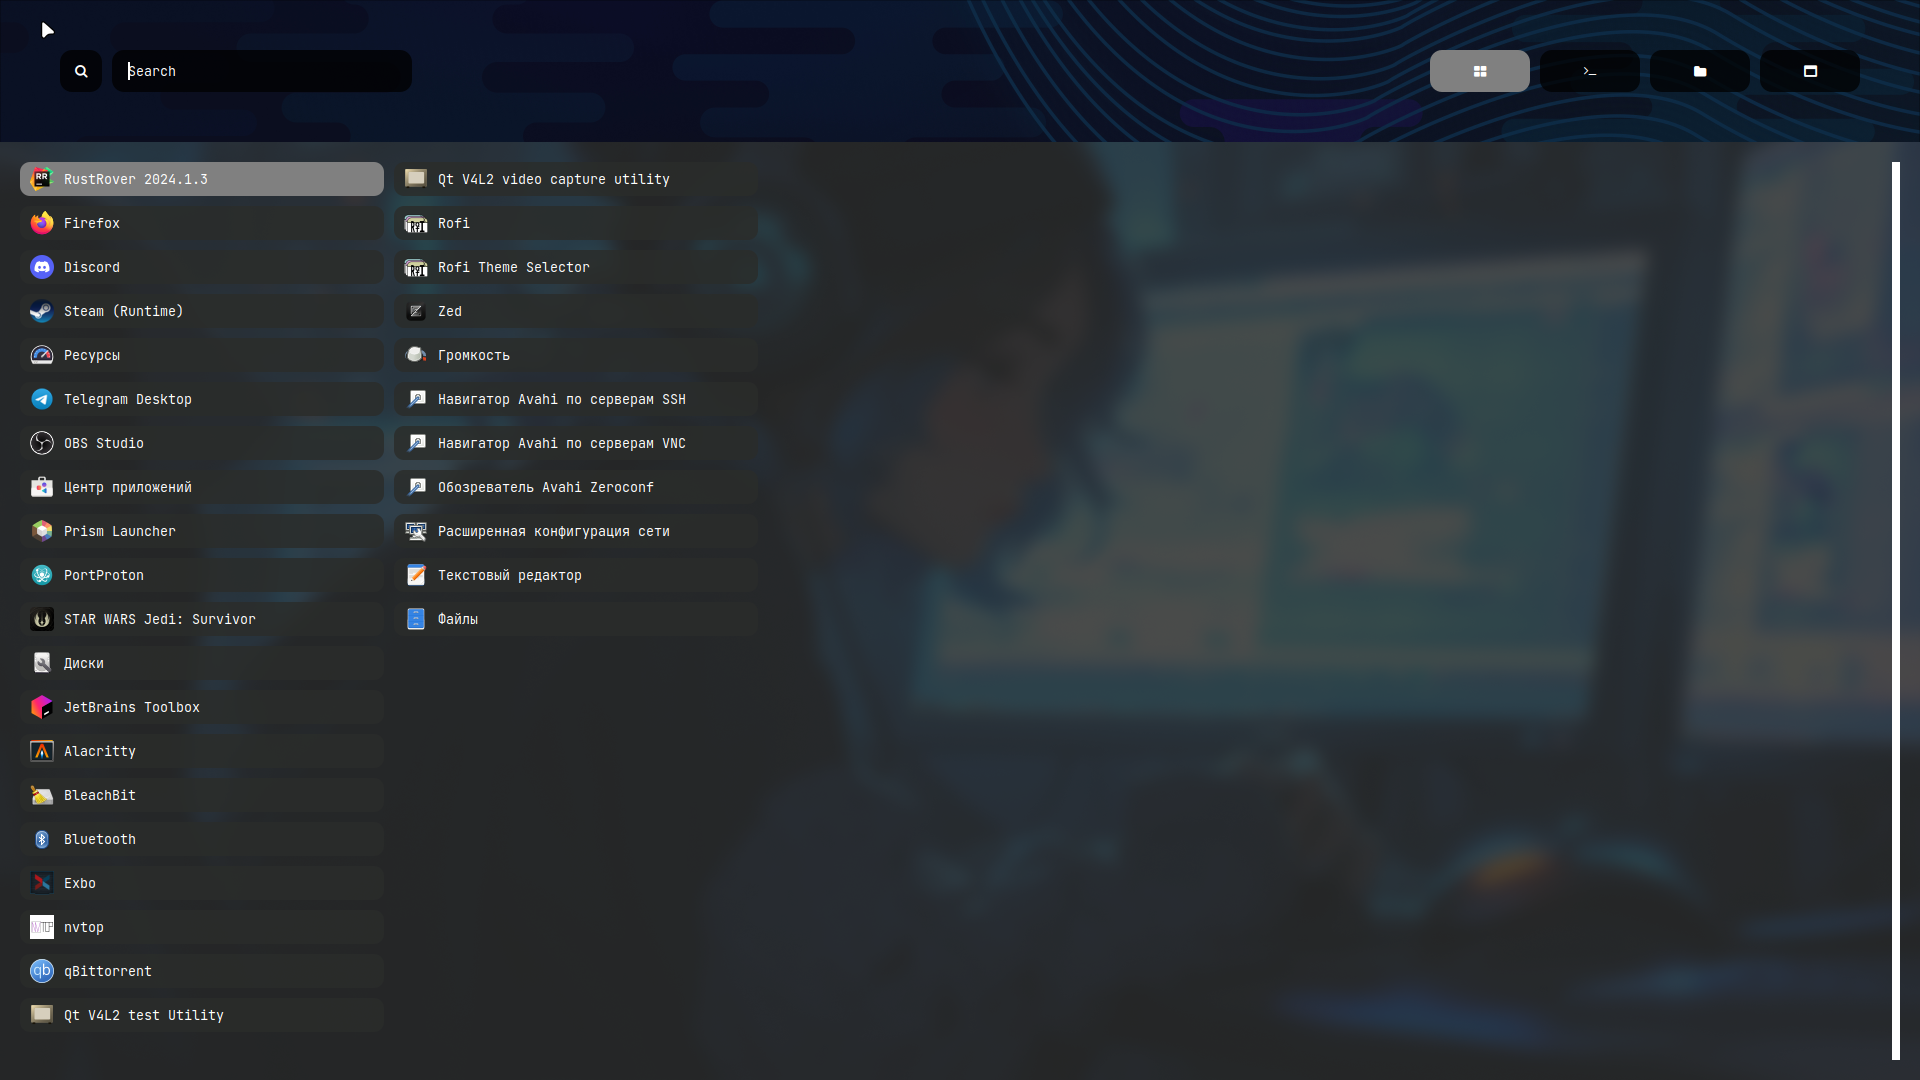 Search
RustRover 2024.1.3
Firefox
Discord
Steam (Runtime)
Ресурсы
Telegram Desktop
OBS Studio
Центр приложений
Prism Launcher
PortProton
STAR WARS Jedi: Survivor
Диски
JetBrains Toolbox
Alacritty
BleachBit
Bluetooth
Exbo
nvtop
qBittorrent
Qt V4L2 test Utility
Qt V4L2 video capture utility
Rofi
Rofi Theme Selector
Zed
Громкость
Навигатор Avahi по серверам SSH
Навигатор Avahi по серверам VNC
Обозреватель Avahi Zeroconf
Расширенная конфигурация сети
Текстовый редактор
Файлы